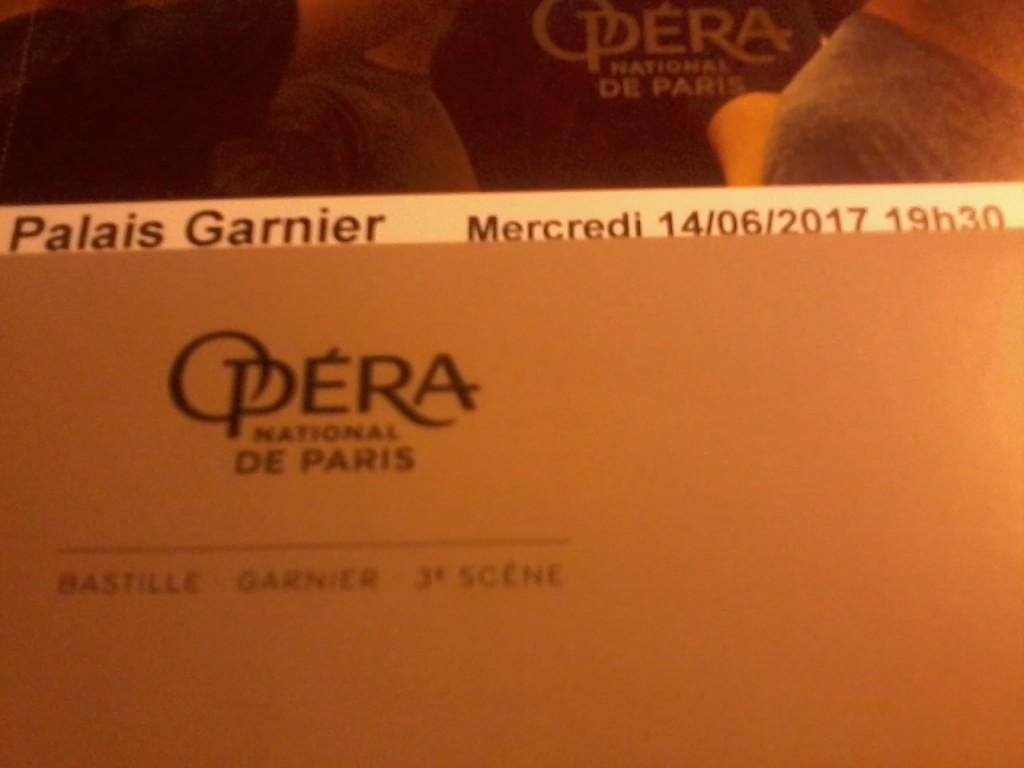 OPÉRA
NATIONAL
DE PARIS
Palais Garnier Mercredi 14/06/2017 19h30
OPÉRA
NATIONAL
DE PARIS
BASTILLE GARNIER 3e SCÈNE